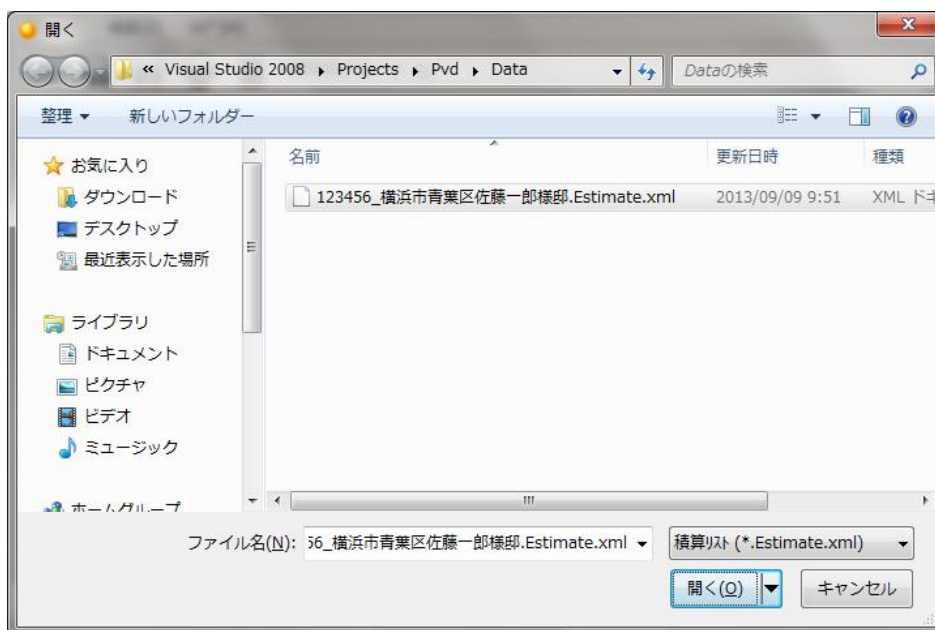 開く
« Visual Studio 2008 ▸ Projects ▸ Pvd ▸ Data
Dataの検索
整理 ▼ 新しいフォルダー
お気に入り
ダウンロード
デスクトップ
最近表示した場所
ライブラリ
ドキュメント
ピクチャ
ビデオ
ミュージック
ホームグループ
名前 更新日時 種類
123456_横浜市青葉区佐藤一郎様邸.Estimate.xml 2013/09/09 9:51 XML ドキ
ファイル名(N): 56_横浜市青葉区佐藤一郎様邸.Estimate.xml
積算リスト (*.Estimate.xml)
開く(O) キャンセル